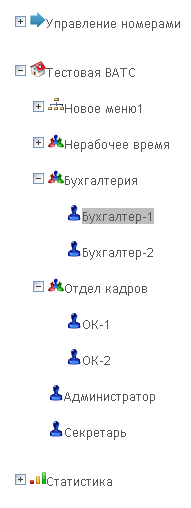 Управление номерами
Тестовая ВАТС
Новое меню1
Нерабочее время
Бухгалтерия
Бухгалтер-1
Бухгалтер-2
Отдел кадров
ОК-1
ОК-2
Администратор
Секретарь
Статистика